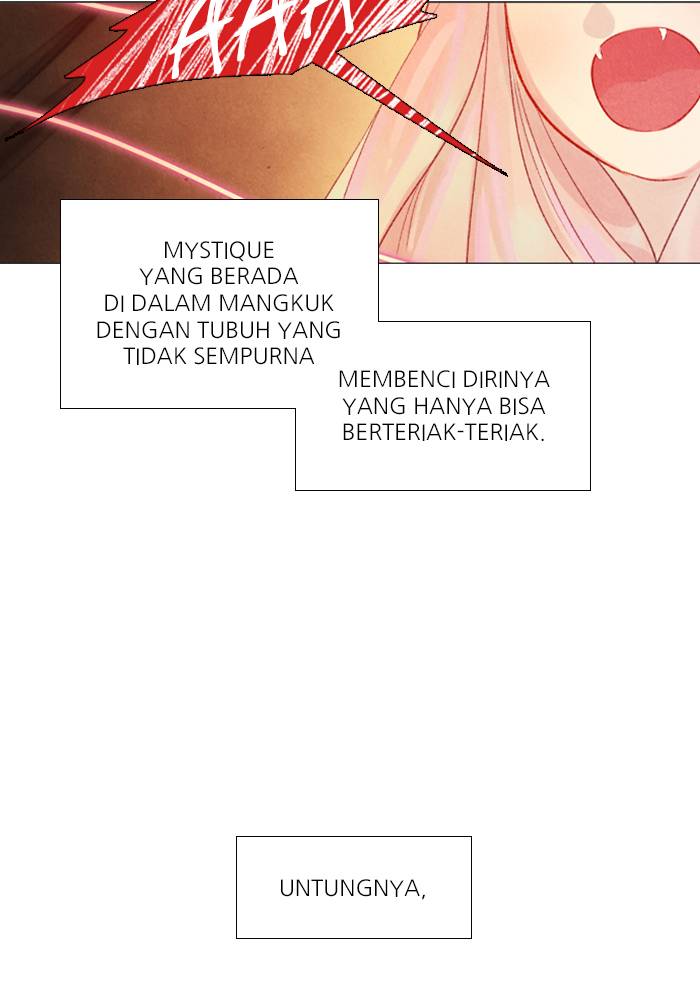 MYSTIQUE
YANG BERADA
DI DALAM MANGKUK
DENGAN TUBUH YANG
TIDAK SEMPURNA
MEMBENCI DIRINYA
YANG HANYA BISA
BERTERIAK-TERIAK.
UNTUNGNYA,